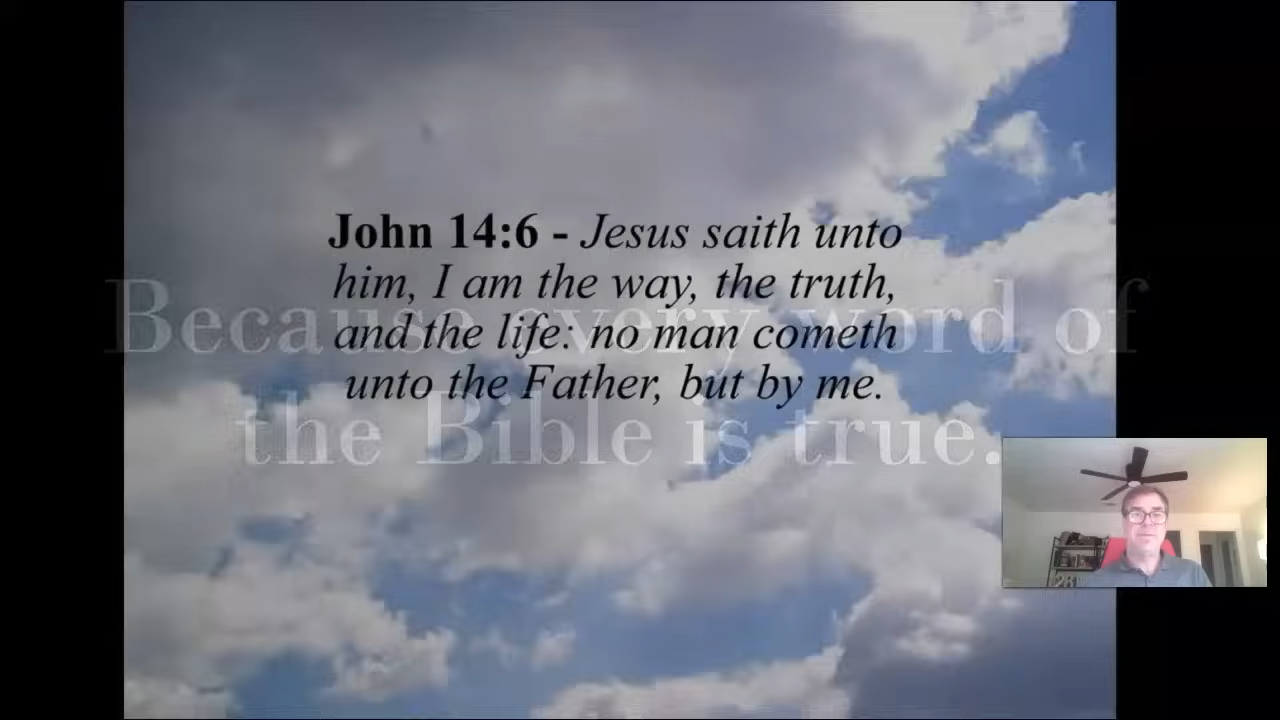 John 14:6 - Jesus saith unto
him, I am the way, the truth,
and the life: no man cometh
unto the Father, but by me.
Because every word of
the Bible is true.